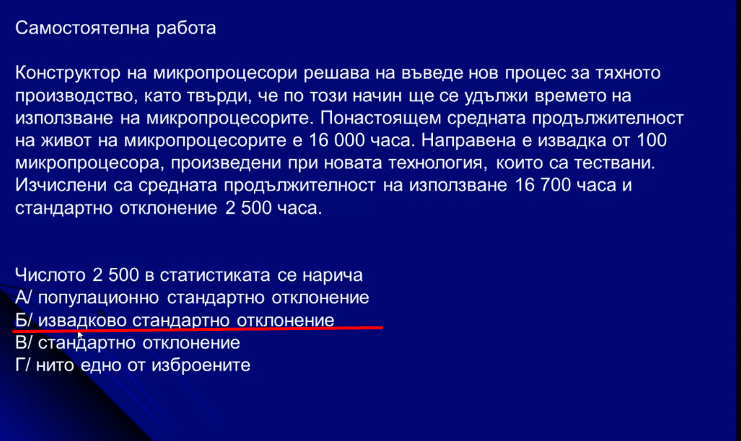 Самостоятелна работа
Конструктор на микропроцесори решава на въведе нов процес за тяхното
производство, като твърди, че по този начин ще се удължи времето на
използване на микропроцесорите. Понастоящем средната продължителност
на живот на микропроцесорите е 16 000 часа. Направена е извадка от 100
микропроцесора, произведени при новата технология, които са тествани.
Изчислени са средната продължителност на използване 16 700 часа и
стандартно отклонение 2 500 часа.
Числото 2 500 в статистиката се нарича
А/ популационно стандартно отклонение
Б/ извадково стандартно отклонение
В/ стандартно отклонение
Г/ нито едно от изброените